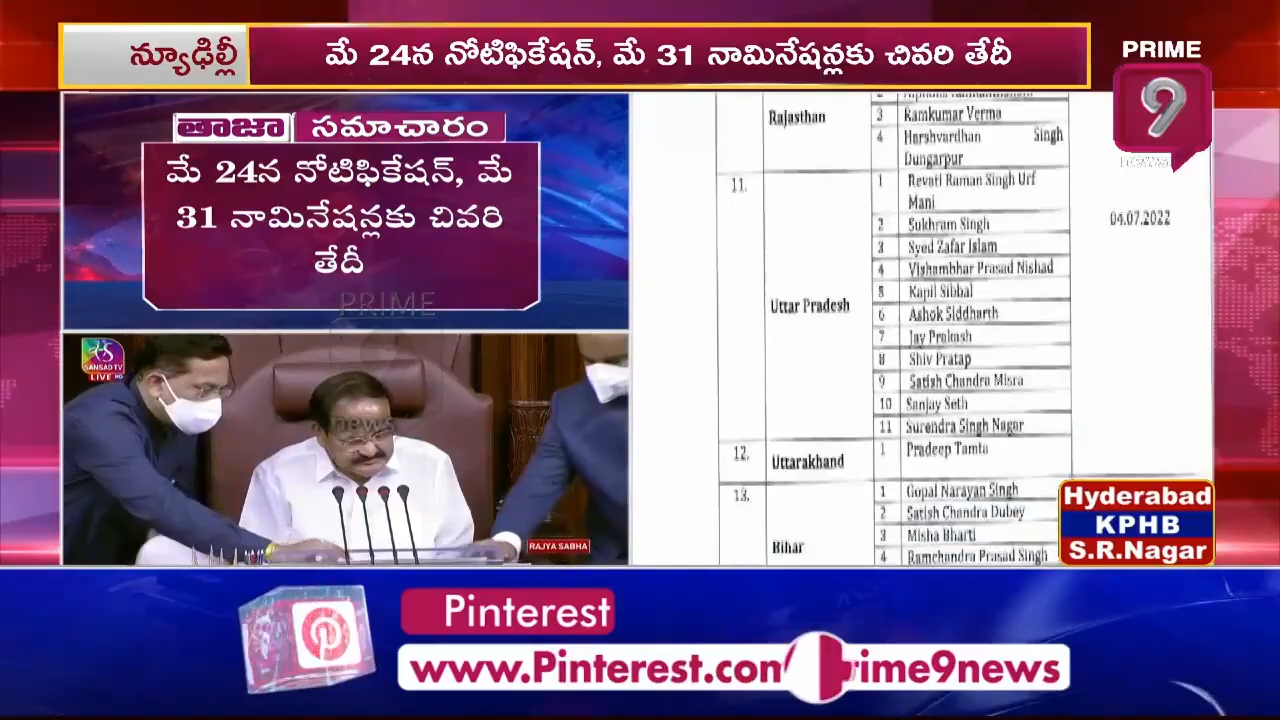 న్యూఢిల్లీ
మే 24న నోటిఫికేషన్, మే 31 నామినేషన్లకు చివరి తేదీ
PRIME
9
news
తాజా సమాచారం
మే 24న నోటిఫికేషన్, మే
31 నామినేషన్లకు చివరి
తేదీ
PRIME
news
SANSAD TV
LIVE HD
RAJYA SABHA
Rajasthan
3 Ramkumar Verma
4 Harshvardhan Singh
Dungarpur
11.
Uttar Pradesh
1 Revati Raman Singh Urf
Mani
2 Sukhram Singh
3 Syed Zafar Islam
4 Vishambhar Prasad Nishad
5 Kapil Sibbal
6 Ashok Siddharth
7 Jay Prakash
8 Shiv Pratap
9 Satish Chandra Misra
10 Sanjay Seth
11 Surendra Singh Nagar
04.07.2022
12. Uttarakhand 1 Pradeep Tamta
13.
Bihar
1 Gopal Narayan Singh
2 Satish Chandra Dubey
3 Misha Bharti
4 Ramchandra Prasad Singh
Hyderabad
KPHB
S.R.Nagar
Pinterest
www.Pinterest.com rime9news